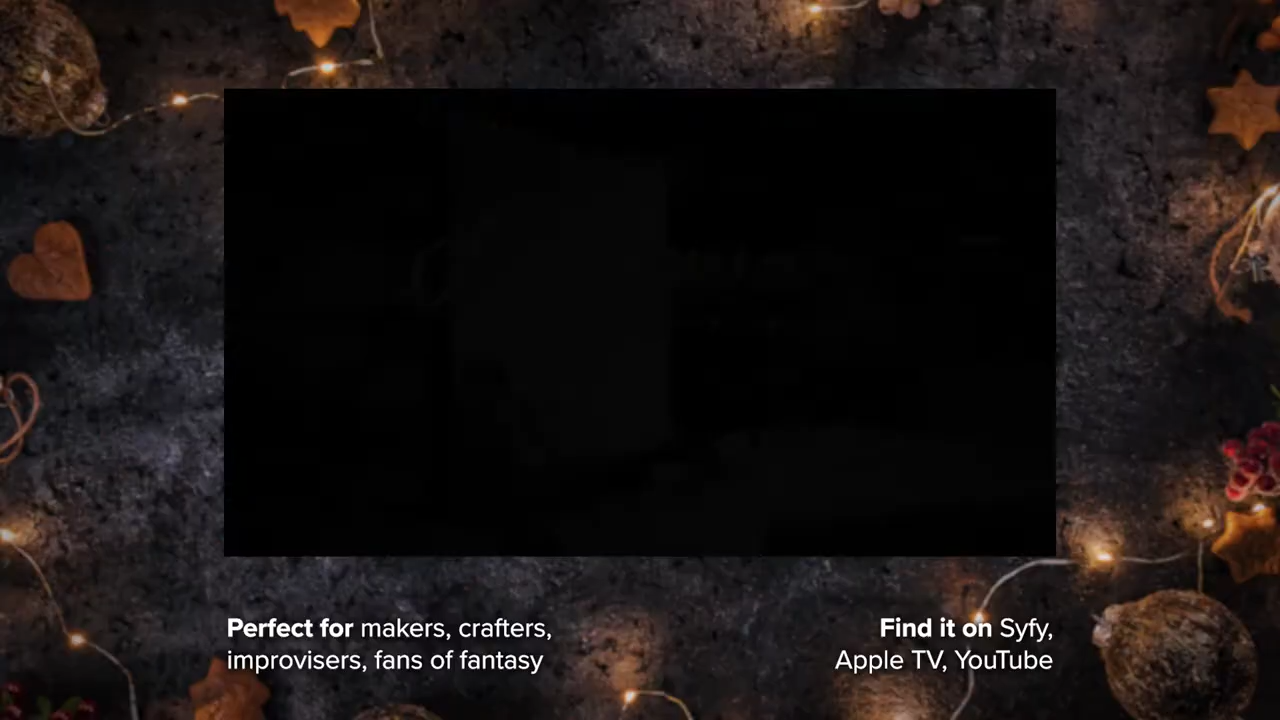 Perfect for makers, crafters,
improvisers, fans of fantasy
Find it on Syfy,
Apple TV, YouTube